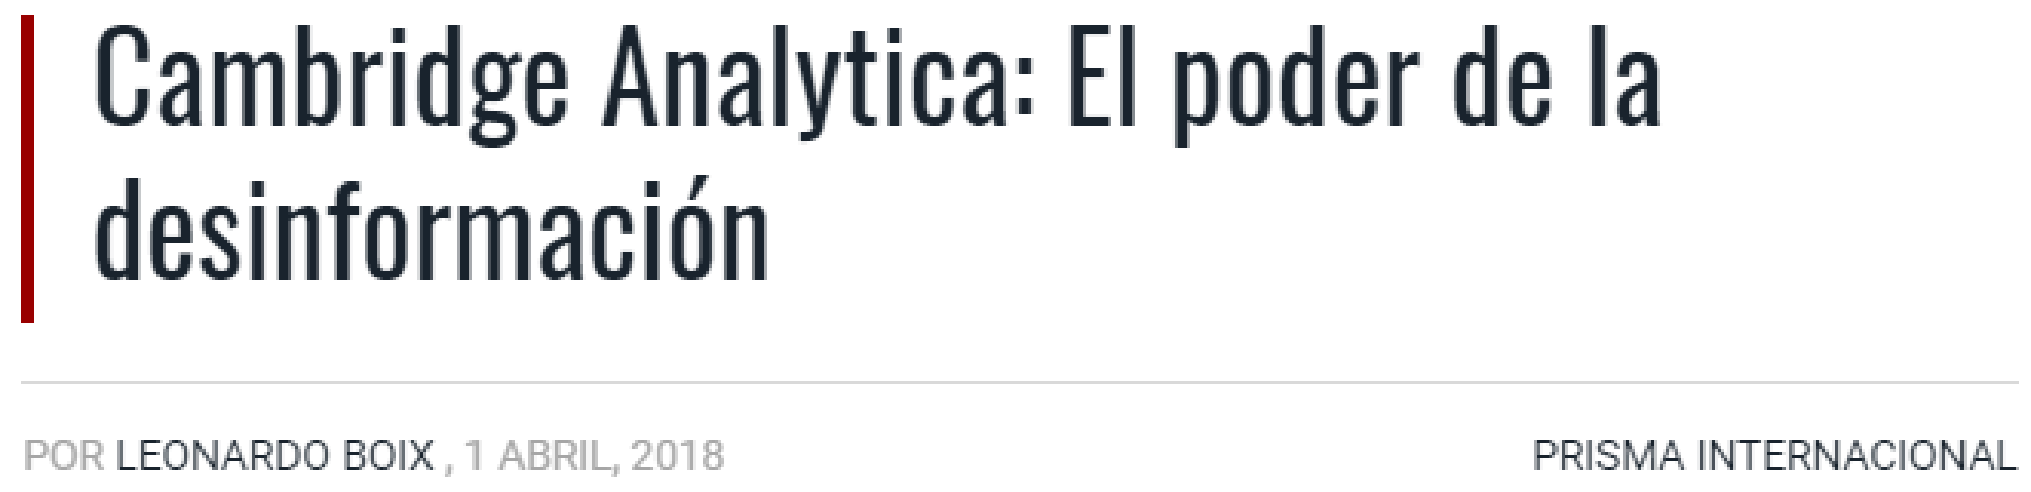 Cambridge Analytica: El poder de la
desinformación
POR LEONARDO BOIX , 1 ABRIL, 2018
PRISMA INTERNACIONAL